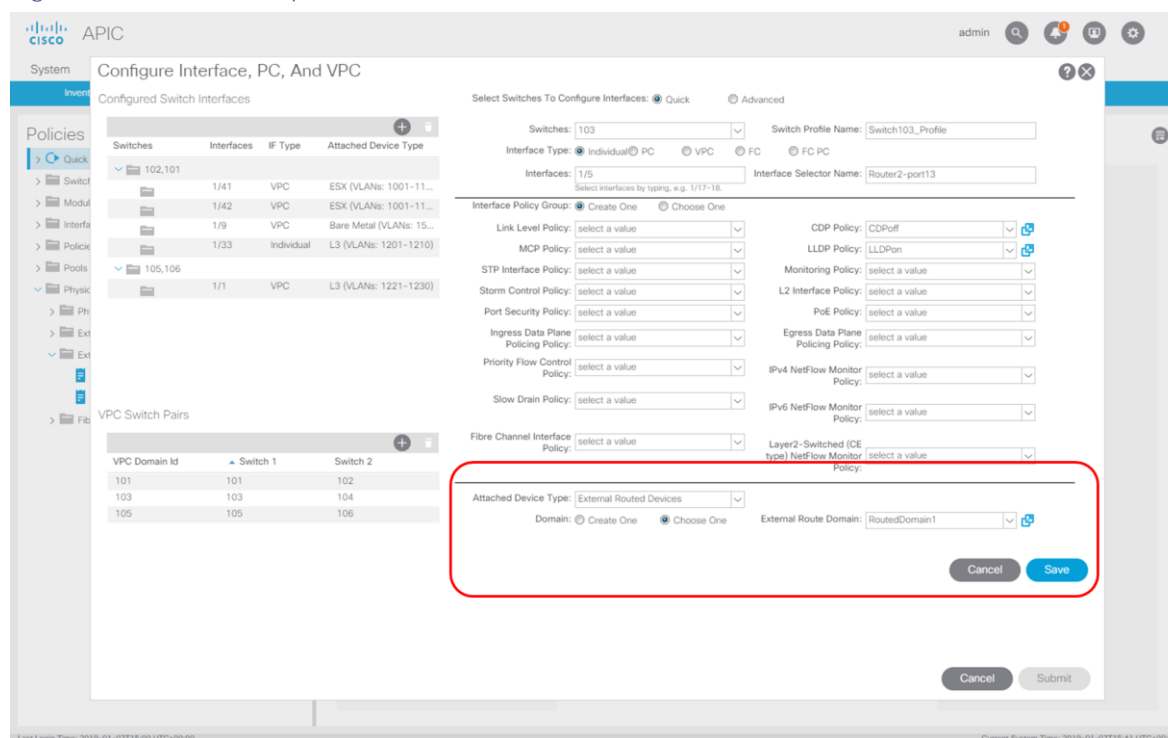 CISCO APIC
admin
System
Configure Interface, PC, And VPC
Configured Switch Interfaces
Switches Interfaces IF Type Attached Device Type
102,101
1/41 VPC ESX (VLANs: 1001-11...
1/42 VPC ESX (VLANs: 1001-11...
1/9 VPC Bare Metal (VLANs: 15...
1/33 Individual L3 (VLANs: 1201-1210)
105,106
1/1 VPC L3 (VLANs: 1221-1230)
VPC Switch Pairs
VPC Domain Id Switch 1 Switch 2
101 101 102
103 103 104
105 105 106
Select Switches To Configure Interfaces: Quick Advanced
Switches: 103 Switch Profile Name: Switch103_Profile
Interface Type: Individual PC VPC FC FC PC
Interfaces: 1/5 Interface Selector Name: Router2-port13
Select interfaces by typing, e.g. 1/17-18.
Interface Policy Group: Create One Choose One
Link Level Policy: select a value CDP Policy: CDPoff
MCP Policy: select a value LLDP Policy: LLDPon
STP Interface Policy: select a value Monitoring Policy: select a value
Storm Control Policy: select a value L2 Interface Policy: select a value
Port Security Policy: select a value PoE Policy: select a value
Ingress Data Plane Policing Policy: select a value Egress Data Plane Policing Policy: select a value
Priority Flow Control Policy: select a value IPv4 NetFlow Monitor Policy: select a value
Slow Drain Policy: select a value IPv6 NetFlow Monitor Policy: select a value
Fibre Channel Interface Policy: select a value Layer2-Switched (CE type) NetFlow Monitor Policy: select a value
Attached Device Type: External Routed Devices
Domain: Create One Choose One External Route Domain: RoutedDomain1
Cancel Save
Cancel Submit
Invent
Policies
Quick
Switch
Modul
Interfa
Policie
Pools
Physic
Ph
Ext
Ext
Fib